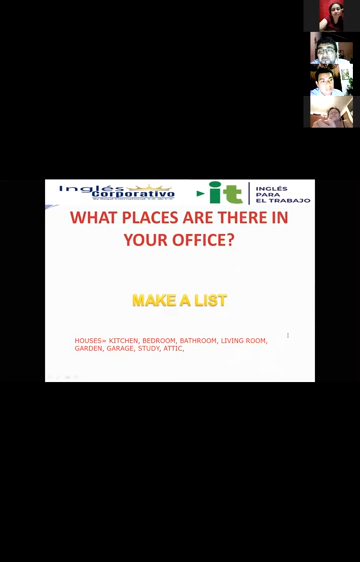 Inglés
Corporativo
it
INGLÉS
PARA
EL TRABAJO
WHAT PLACES ARE THERE IN
YOUR OFFICE?
MAKE A LIST
HOUSES= KITCHEN, BEDROOM, BATHROOM, LIVING ROOM,
GARDEN, GARAGE, STUDY, ATTIC,